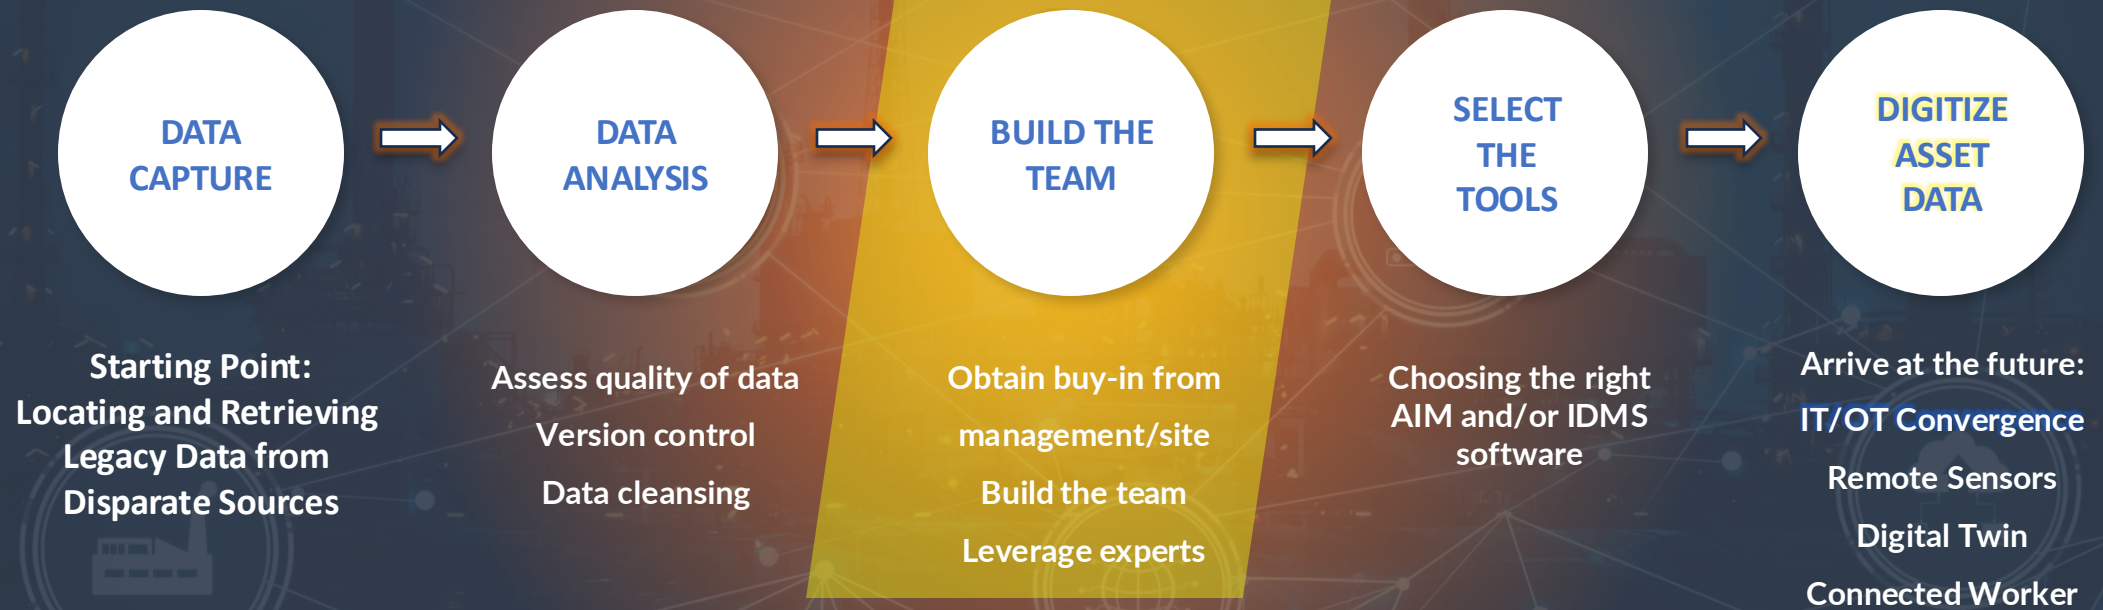 DATA
CAPTURE
DATA
ANALYSIS
BUILD THE
TEAM
SELECT
THE
TOOLS
DIGITIZE
ASSET
DATA
Starting Point:
Locating and Retrieving
Legacy Data from
Disparate Sources
Assess quality of data
Version control
Data cleansing
Obtain buy-in from
management/site
Build the team
Leverage experts
Choosing the right
AIM and/or IDMS
software
Arrive at the future:
IT/OT Convergence
Remote Sensors
Digital Twin
Connected Worker